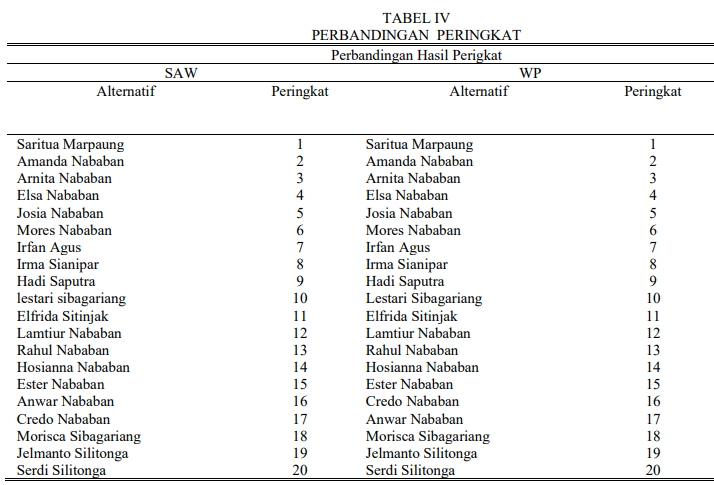 TABEL IV
PERBANDINGAN PERINGKAT
Perbandingan Hasil Perigkat
SAW WP
Alternatif Peringkat Alternatif Peringkat
Saritua Marpaung 1 Saritua Marpaung 1
Amanda Nababan 2 Amanda Nababan 2
Arnita Nababan 3 Arnita Nababan 3
Elsa Nababan 4 Elsa Nababan 4
Josia Nababan 5 Josia Nababan 5
Mores Nababan 6 Mores Nababan 6
Irfan Agus 7 Irfan Agus 7
Irma Sianipar 8 Irma Sianipar 8
Hadi Saputra 9 Hadi Saputra 9
lestari sibagariang 10 Lestari Sibagariang 10
Elfrida Sitinjak 11 Elfrida Sitinjak 11
Lamtiur Nababan 12 Lamtiur Nababan 12
Rahul Nababan 13 Rahul Nababan 13
Hosianna Nababan 14 Hosianna Nababan 14
Ester Nababan 15 Ester Nababan 15
Anwar Nababan 16 Credo Nababan 16
Credo Nababan 17 Anwar Nababan 17
Morisca Sibagariang 18 Morisca Sibagariang 18
Jelmanto Silitonga 19 Jelmanto Silitonga 19
Serdi Silitonga 20 Serdi Silitonga 20